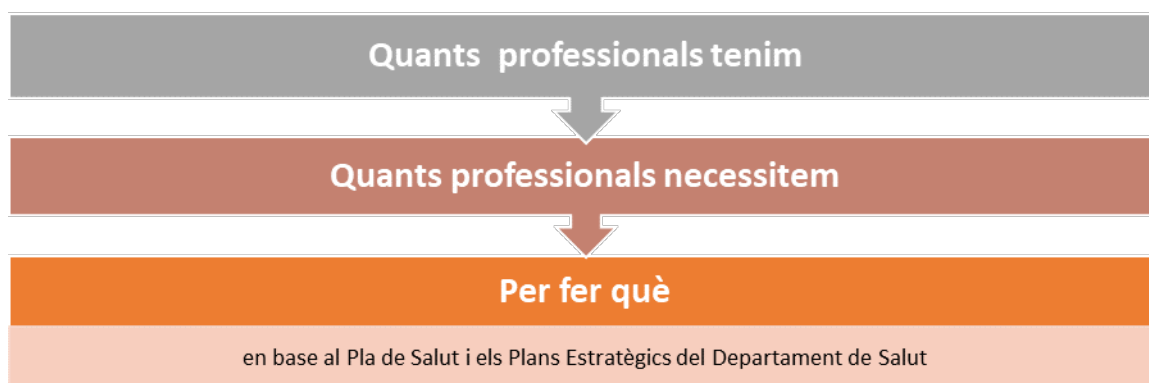 Quants professionals tenim
Quants professionals necessitem
Per fer què
en base al Pla de Salut i els Plans Estratègics del Departament de Salut